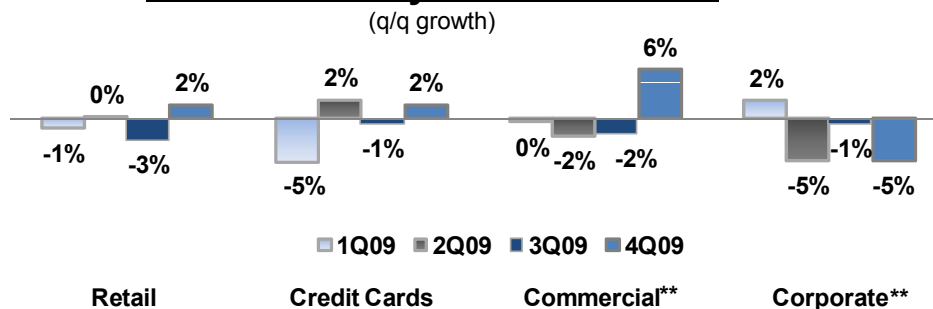 (q/q growth)
6%
2% 2% 2% 2%
0%
-1% -3% -5% -1% 0% -2% -2% -5% -1% -5%
1Q09 2Q09 3Q09 4Q09
Retail Credit Cards Commercial** Corporate**